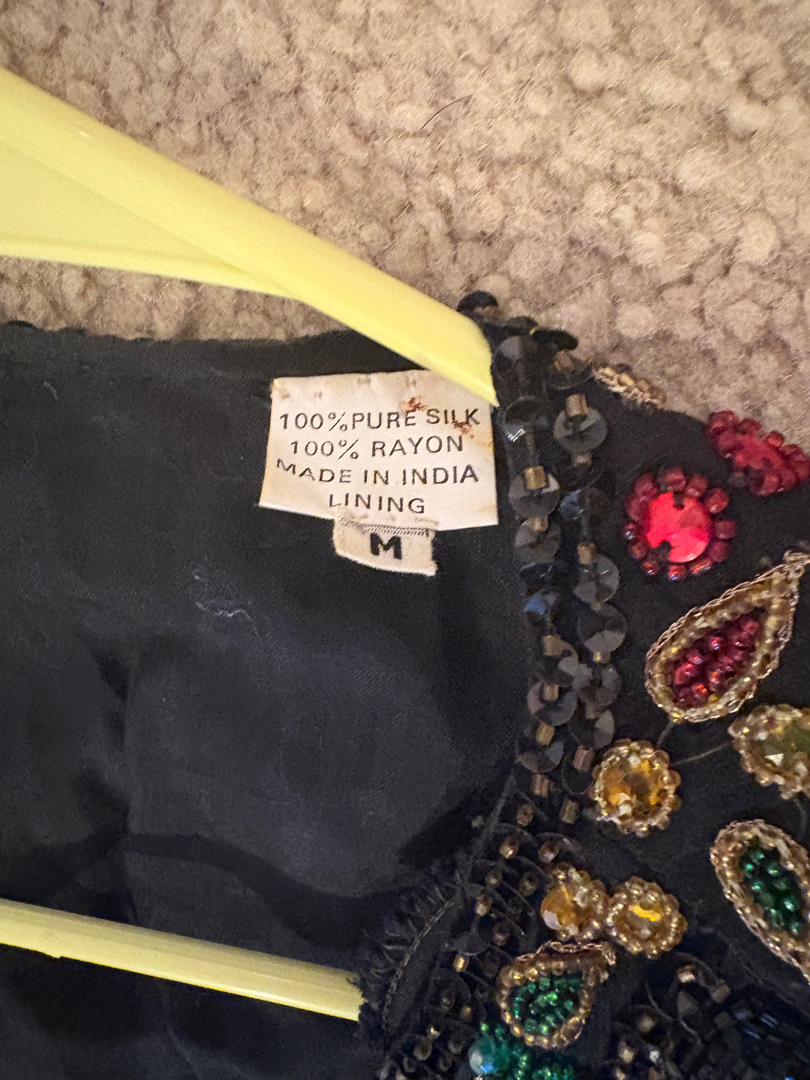 100%PURE SILK
100% RAYON
MADE IN INDIA
LINING
M